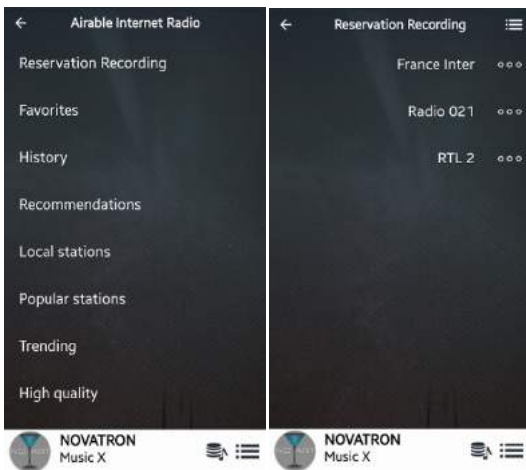 Airable Internet Radio
Reservation Recording
Favorites
History
Recommendations
Local stations
Popular stations
Trending
High quality
NOVATRON
Music X
Reservation Recording
France Inter
Radio 021
RTL 2
NOVATRON
Music X